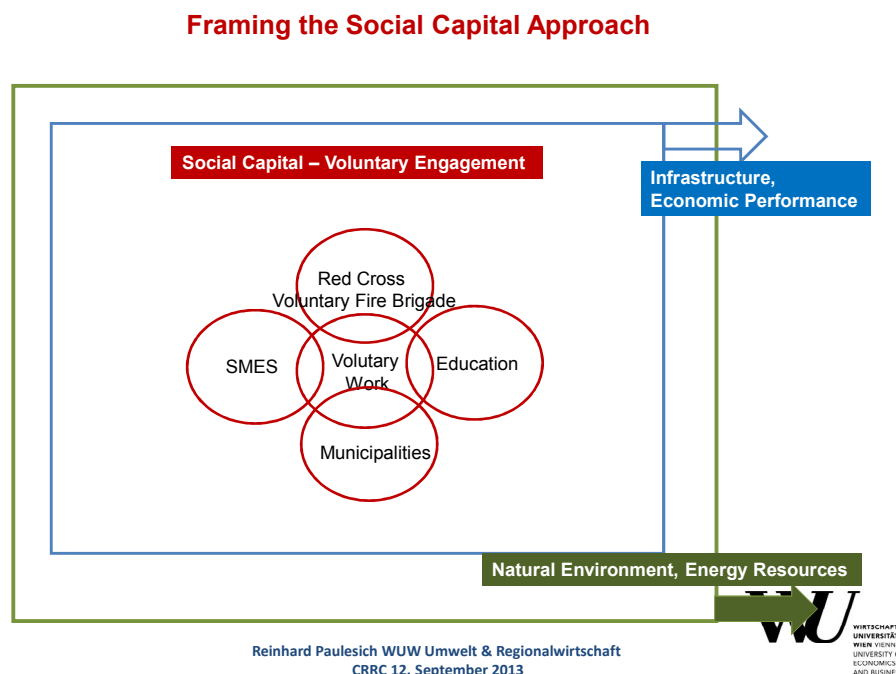 Framing the Social Capital Approach
Social Capital – Voluntary Engagement
Infrastructure,
Economic Performance
Red Cross
Voluntary Fire Brigade
SMES
Volutary
Work
Education
Municipalities
Natural Environment, Energy Resources
WU
WIRTSCHAFT
UNIVERSITÄ
WIEN VIENN
UNIVERSITY
ECONOMICS
AND BUSINE
Reinhard Paulesich WUW Umwelt & Regionalwirtschaft
CRRC 12. September 2013